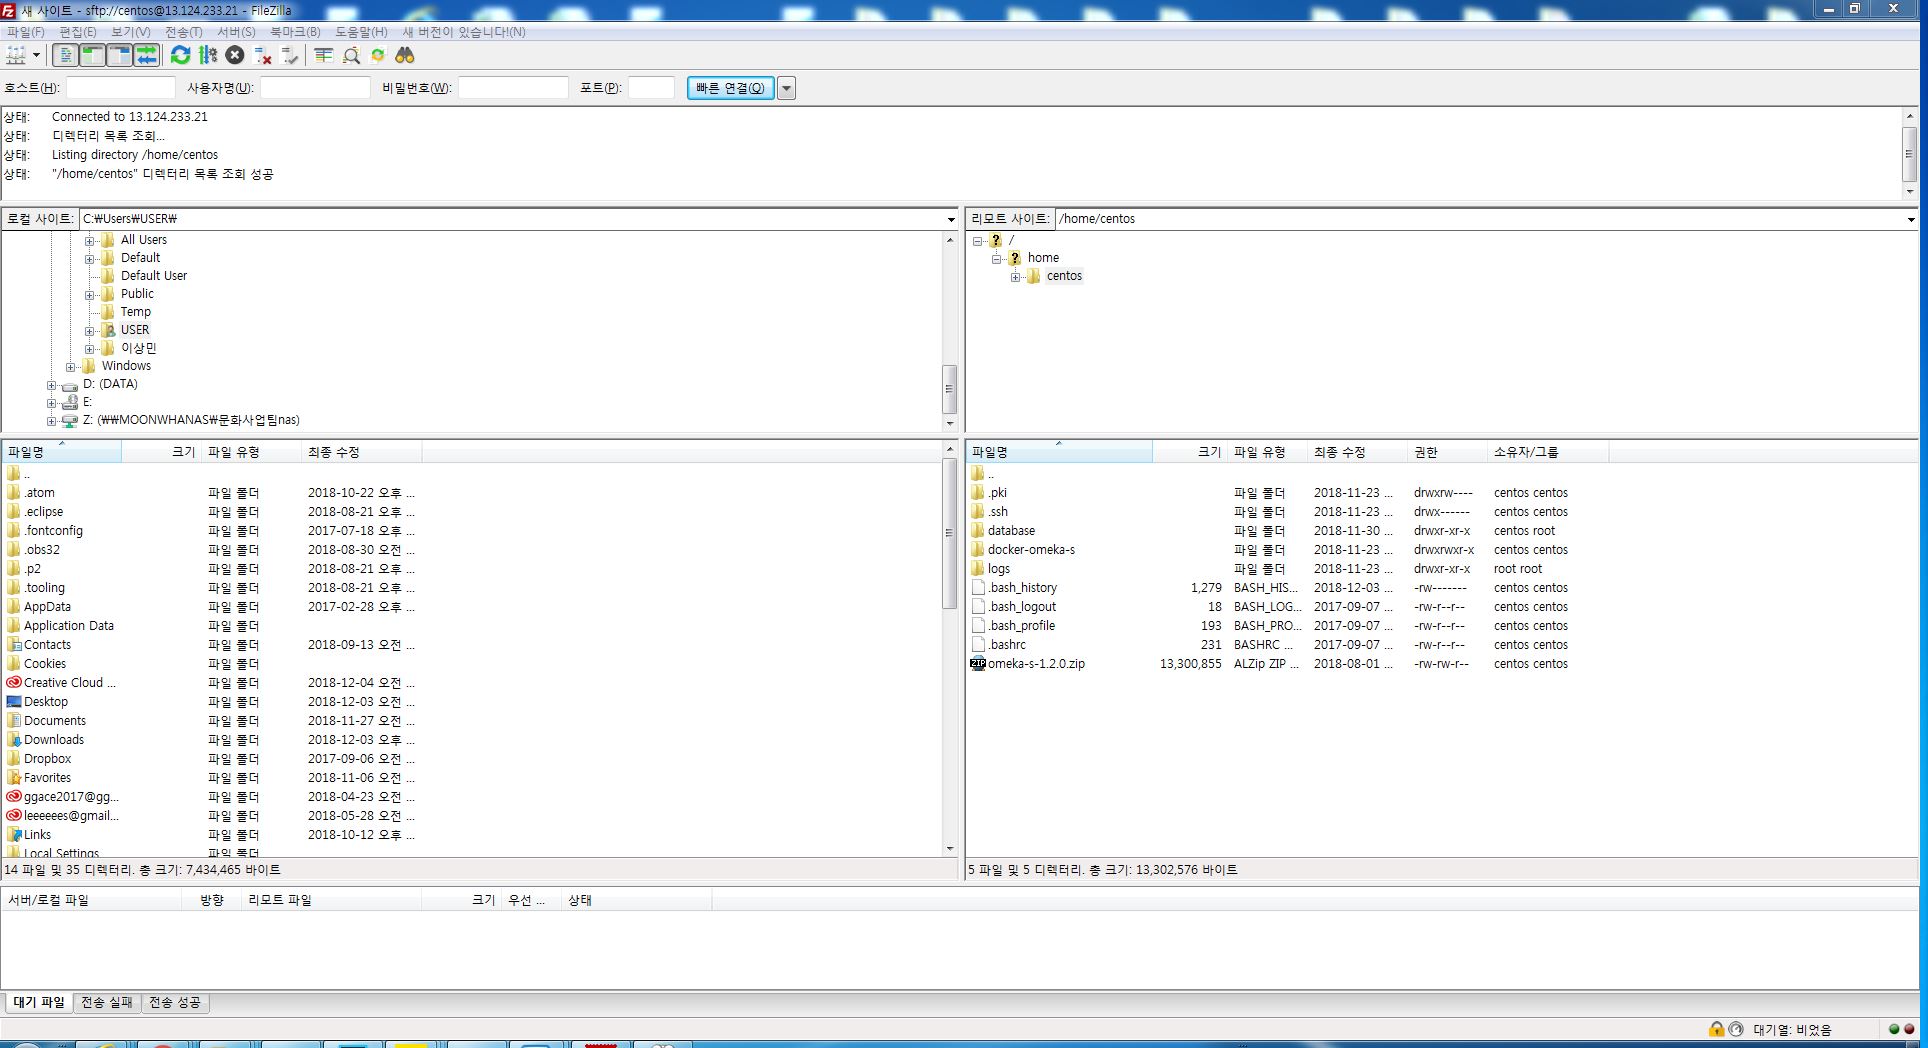 새 사이트 - sftp://centos@13.124.233.21 - FileZilla
파일(F) 편집(E) 보기(V) 전송(T) 서버(S) 북마크(B) 도움말(H) 새 버전이 있습니다!(N)
호스트(H): 사용자명(U): 비밀번호(W): 포트(P): 빠른 연결(Q)
상태: Connected to 13.124.233.21
상태: 디렉터리 목록 조회...
상태: Listing directory /home/centos
상태: "/home/centos" 디렉터리 목록 조회 성공
로컬 사이트: C:₩Users₩USER₩
All Users
Default
Default User
Public
Temp
USER
이상민
Windows
D: (DATA)
E:
Z: (₩₩MOONWHANAS₩문화사업팀nas)
리모트 사이트: /home/centos
/
home
centos
파일명 크기 파일 유형 최종 수정
..
.atom 파일 폴더 2018-10-22 오후 ...
.eclipse 파일 폴더 2018-08-21 오후 ...
.fontconfig 파일 폴더 2017-07-18 오후 ...
.obs32 파일 폴더 2018-08-30 오전 ...
.p2 파일 폴더 2018-08-21 오후 ...
.tooling 파일 폴더 2018-08-21 오후 ...
AppData 파일 폴더 2017-02-28 오후 ...
Application Data 파일 폴더
Contacts 파일 폴더 2018-09-13 오전 ...
Cookies 파일 폴더
Creative Cloud ... 파일 폴더 2018-12-04 오전 ...
Desktop 파일 폴더 2018-12-03 오전 ...
Documents 파일 폴더 2018-11-27 오전 ...
Downloads 파일 폴더 2018-12-03 오후 ...
Dropbox 파일 폴더 2017-09-06 오전 ...
Favorites 파일 폴더 2018-11-06 오전 ...
ggace2017@gg... 파일 폴더 2018-04-23 오전 ...
leeeeees@gmail... 파일 폴더 2018-05-28 오전 ...
Links 파일 폴더 2018-10-12 오후 ...
Local Settings 파일 폴더
14 파일 및 35 디렉터리. 총 크기: 7,434,465 바이트
파일명 크기 파일 유형 최종 수정 권한 소유자/그룹
..
.pki 파일 폴더 2018-11-23 ... drwxrw---- centos centos
.ssh 파일 폴더 2018-11-23 ... drwx------ centos centos
database 파일 폴더 2018-11-30 ... drwxr-xr-x centos root
docker-omeka-s 파일 폴더 2018-11-23 ... drwxrwxr-x centos centos
logs 파일 폴더 2018-11-23 ... drwxr-xr-x root root
.bash_history 1,279 BASH_HIS... 2018-12-03 ... -rw------- centos centos
.bash_logout 18 BASH_LOG... 2017-09-07 ... -rw-r--r-- centos centos
.bash_profile 193 BASH_PRO... 2017-09-07 ... -rw-r--r-- centos centos
.bashrc 231 BASHRC ... 2017-09-07 ... -rw-r--r-- centos centos
omeka-s-1.2.0.zip 13,300,855 ALZip ZIP ... 2018-08-01 ... -rw-rw-r-- centos centos
5 파일 및 5 디렉터리. 총 크기: 13,302,576 바이트
서버/로컬 파일 방향 리모트 파일 크기 우선 ... 상태
대기 파일 전송 실패 전송 성공
대기열: 비었음